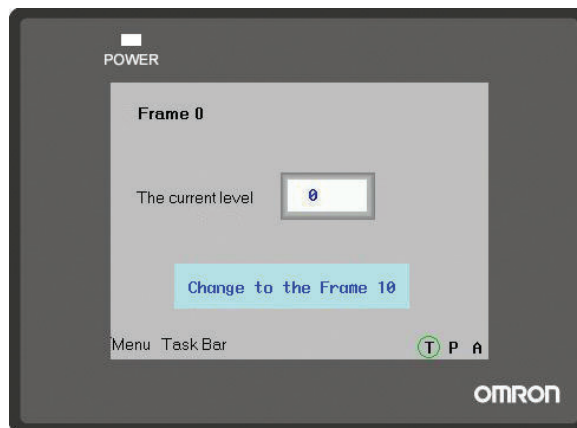 POWER
Frame 0
The current level 0
Change to the Frame 10
Menu Task Bar T P A
OMRON